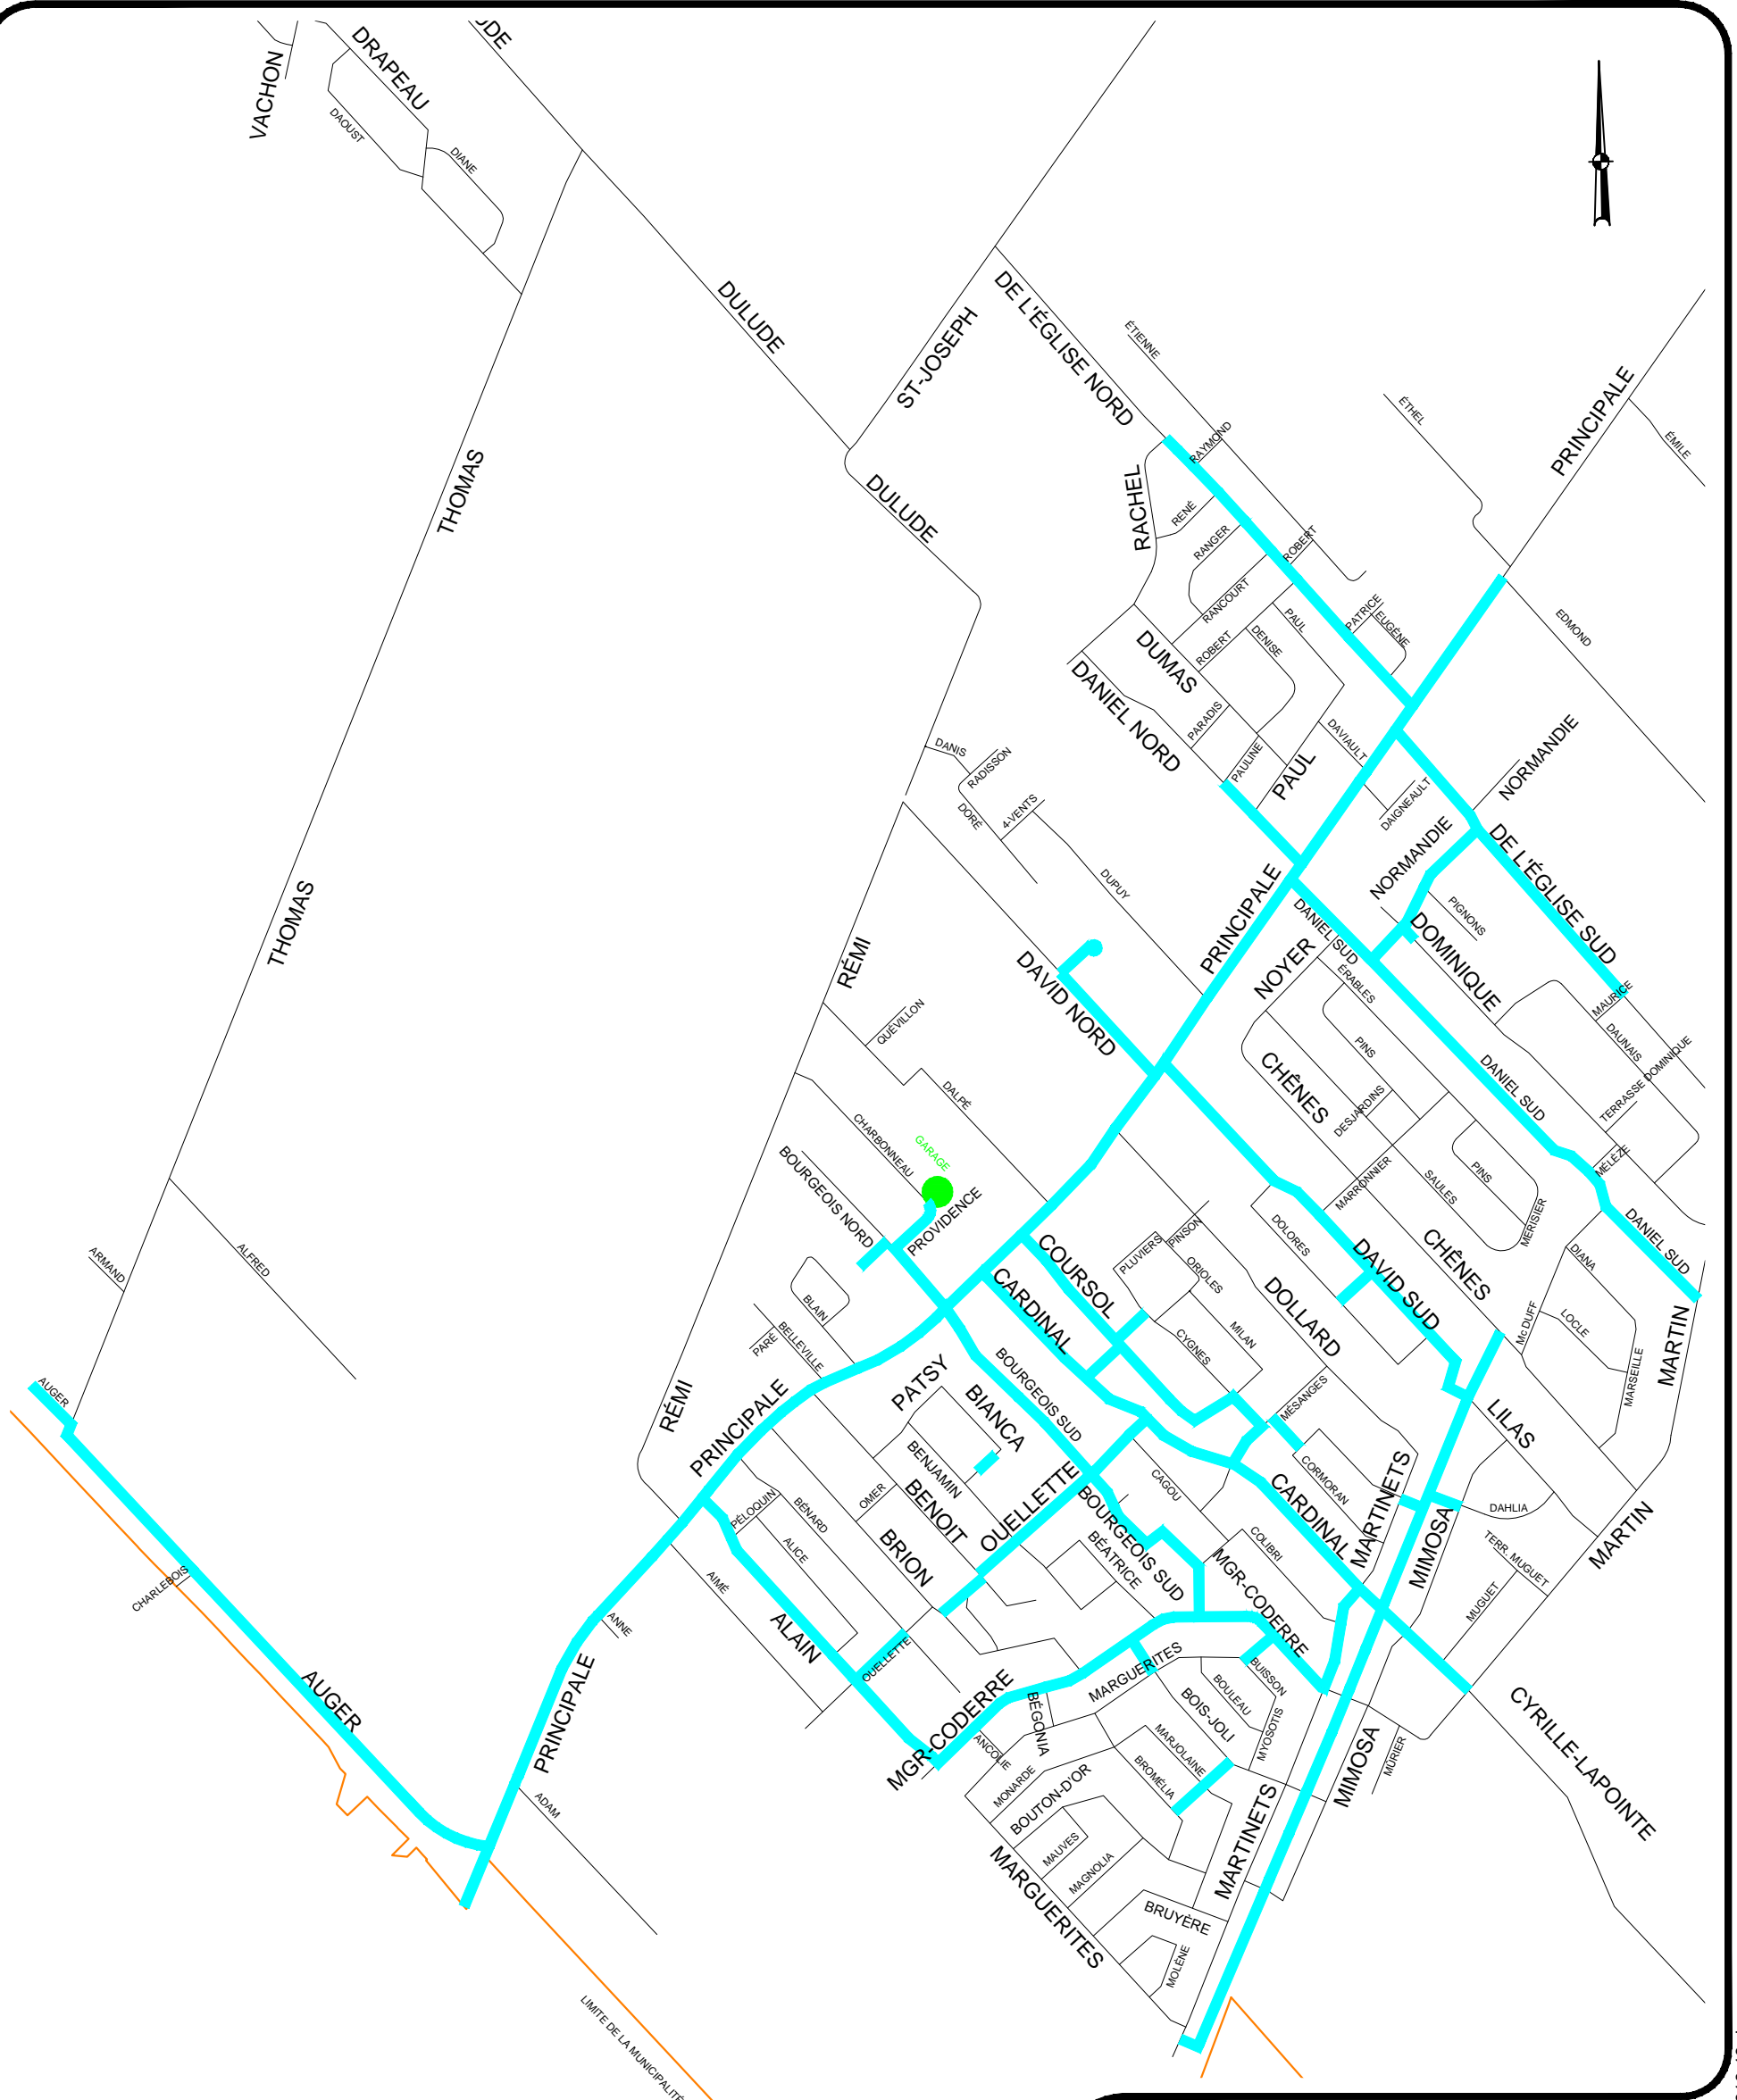 DRAPEAU
VACHON
DAOUST
DIANE
DULUDE
ST-JOSEPH
DE L'ÉGLISE NORD
ÉTIENNE
PRINCIPALE
ÉTHEL
ÉMILE
RAYMOND
RACHEL
THOMAS
DULUDE
RENÉ
RANGER
ROBERT
RANCOURT
PATRICE
EUGÈNE
PAUL
EDMOND
ROBERT
DENISE
DUMAS
DANIEL NORD
PARADIS
DAVIAULT
PAULINE
PAUL
NORMANDIE
DANIS
RADISSON
DORÉ
4-VENTS
DAIGNEAULT
NORMANDIE
DE L'ÉGLISE SUD
DUPUY
PRINCIPALE
THOMAS
PIGNONS
DANIEL SUD
DOMINIQUE
RÉMI
DAVID NORD
NOYER
ÉRABLES
MAURICE
QUÉVILLON
PINS
DAUNAIS
CHÊNES
DANIEL SUD
TERRASSE DOMINIQUE
DALPÉ
DESJARDINS
CHARBONNEAU
GARAGE
BOURGEOIS NORD
PROVIDENCE
MARRONNIER
SAULES
PINS
MÉLÈZE
MERISIER
DANIEL SUD
ARMAND
ALFRED
COURSOL
PLUVIERS
PINSON
DOLORES
CHÊNES
DAVID SUD
DIANA
CARDINAL
ORIOLES
DOLLARD
BLAIN
BELLEVILLE
PARÉ
MILAN
CYGNES
McDUFF
LOCLE
MARTIN
MARSEILLE
BOURGEOIS SUD
PATSY
BIANCA
AUGER
RÉMI
PRINCIPALE
MÉSANGES
LILAS
BENJAMIN
BENOIT
CAGOU
CORMORAN
CARDINAL
MARTINETS
OMER
PÉLOQUIN
BÉNARD
OUELLETTE
BOURGEOIS SUD
DAHLIA
ALICE
BRION
BÉATRICE
COLIBRI
MGR-CODERRE
MIMOSA
TERR. MUGUET
MARTIN
CHARLEBOIS
AIMÉ
MUGUET
ANNE
ALAIN
OUELLETTE
MARGUERITES
BUISSON
AUGER
PRINCIPALE
MGR-CODERRE
BÉGONIA
BOULEAU
BOIS-JOLI
MYOSOTIS
CYRILLE-LAPOINTE
ANCOLIE
MARJOLAINE
MÛRIER
MONARDE
BROMÉLIA
MIMOSA
ADAM
BOUTON-D'OR
MARTINETS
MAUVES
MAGNOLIA
MARGUERITES
BRUYÈRE
MOLÈNE
LIMITE DE LA MUNICIPALITÉ